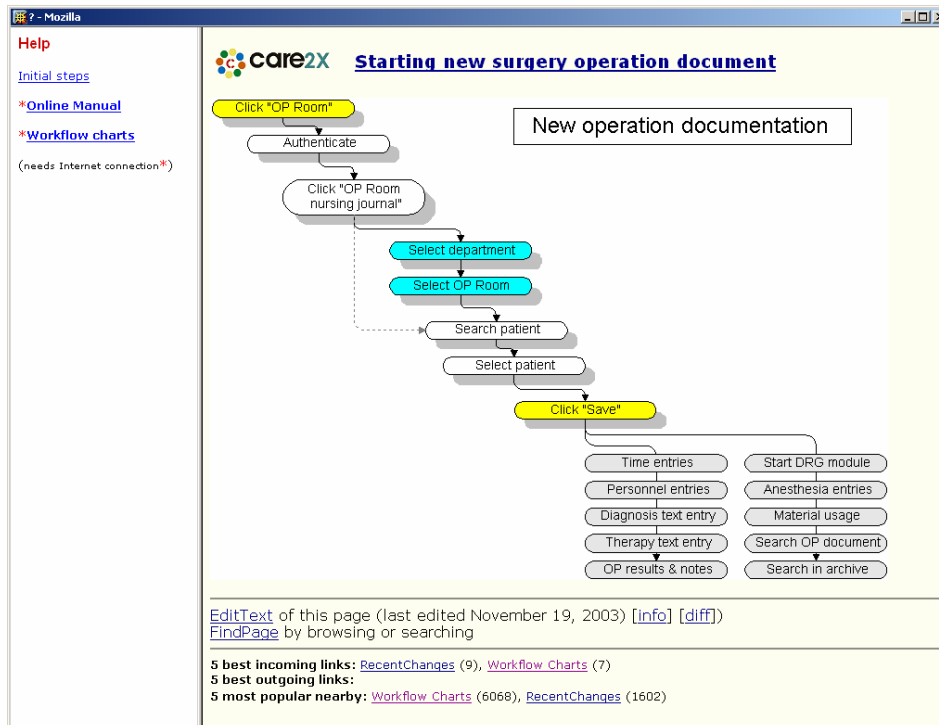 ? - Mozilla
Help
Initial steps
*Online Manual
*Workflow charts
(needs Internet connection*)
care2x Starting new surgery operation document
New operation documentation
Click "OP Room"
Authenticate
Click "OP Room
nursing journal"
Select department
Select OP Room
Search patient
Select patient
Click "Save"
Time entries
Personnel entries
Diagnosis text entry
Therapy text entry
OP results & notes
Start DRG module
Anesthesia entries
Material usage
Search OP document
Search in archive
EditText of this page (last edited November 19, 2003) [info] [diff])
FindPage by browsing or searching
5 best incoming links: RecentChanges (9), Workflow Charts (7)
5 best outgoing links:
5 most popular nearby: Workflow Charts (6068), RecentChanges (1602)